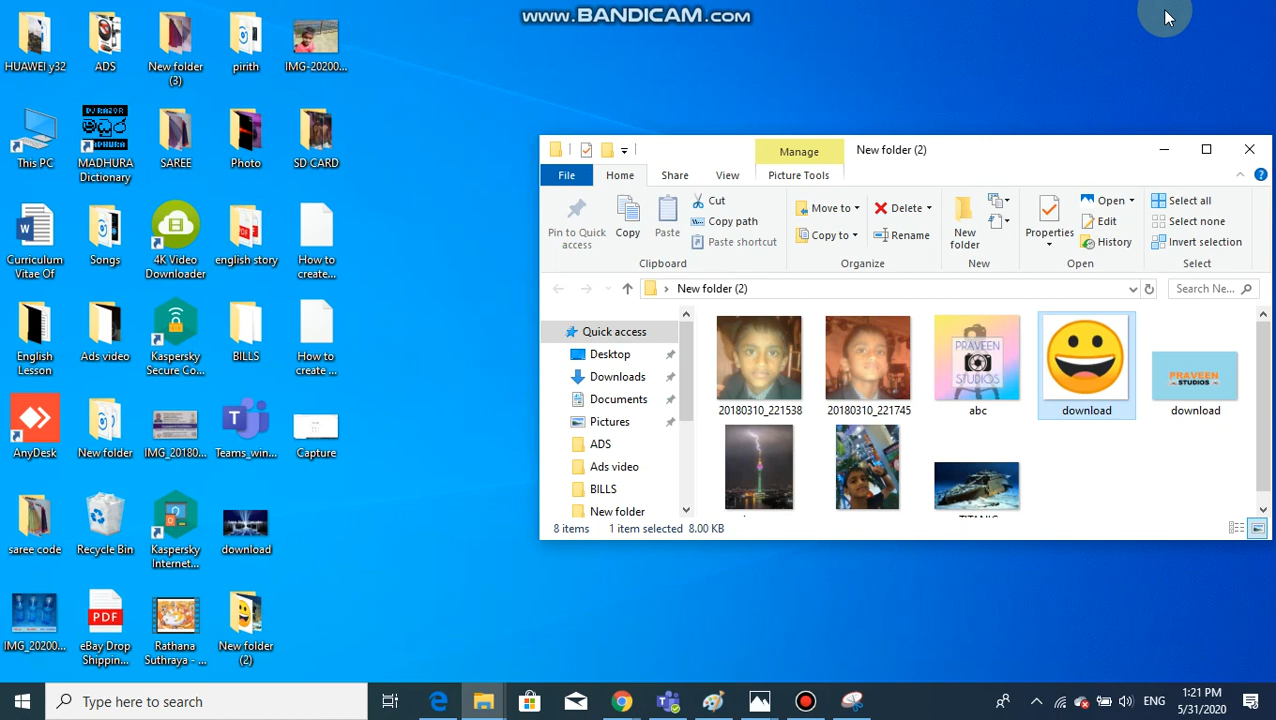 www.BANDICAM.com
HUAWEI y32
ADS
New folder
(3)
pirith
IMG-20200...
This PC
DJ RAZOR
MADHURA
Dictionary
SAREE
Photo
SD CARD
Curriculum
Vitae Of
Songs
4K Video
Downloader
english story
How to
create...
English
Lesson
Ads video
Kaspersky
Secure Co...
BILLS
How to
create ...
AnyDesk
New folder
IMG_20180...
Teams_win...
Capture
saree code
Recycle Bin
Kaspersky
Internet...
download
IMG_20200...
PDF
eBay Drop
Shippin...
Rathana
Suthraya - ...
New folder
(2)
Manage
New folder (2)
File
Home
Share
View
Picture Tools
Pin to Quick
access
Copy
Paste
Cut
Copy path
Paste shortcut
Clipboard
Move to
Copy to
Delete
Rename
Organize
New
folder
New
Properties
Open
Edit
History
Open
Select all
Select none
Invert selection
Select
New folder (2)
Search Ne...
Quick access
Desktop
Downloads
Documents
Pictures
ADS
Ads video
BILLS
New folder
20180310_221538
20180310_221745
PRAVEEN
STUDIOS
abc
download
PRAVEEN
STUDIOS
download
TITANIC
8 items
1 item selected 8.00 KB
Type here to search
ENG
1:21 PM
5/31/2020